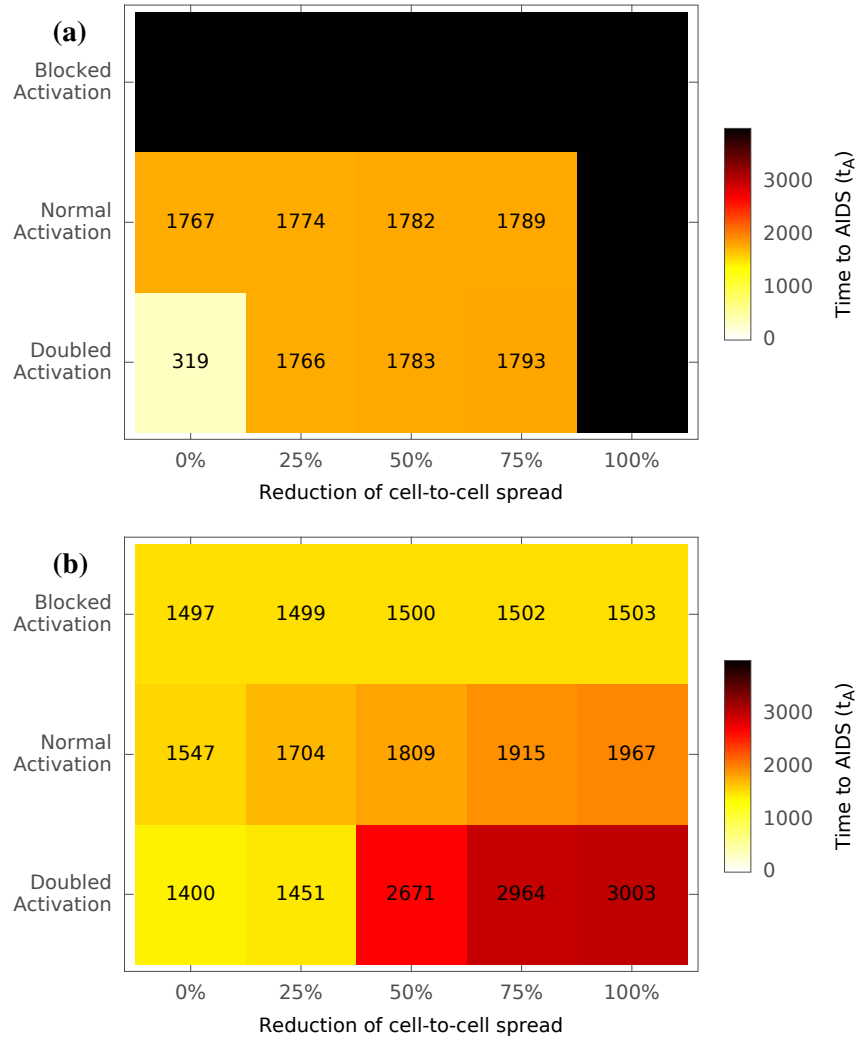 (a)
Blocked
Activation
Normal
Activation
Doubled
Activation
1767 1774 1782 1789
319 1766 1783 1793
0% 25% 50% 75% 100%
Reduction of cell-to-cell spread
3000
2000
1000
0
Time to AIDS (t_A)
(b)
Blocked
Activation
Normal
Activation
Doubled
Activation
1497 1499 1500 1502 1503
1547 1704 1809 1915 1967
1400 1451 2671 2964 3003
0% 25% 50% 75% 100%
Reduction of cell-to-cell spread
3000
2000
1000
0
Time to AIDS (t_A)